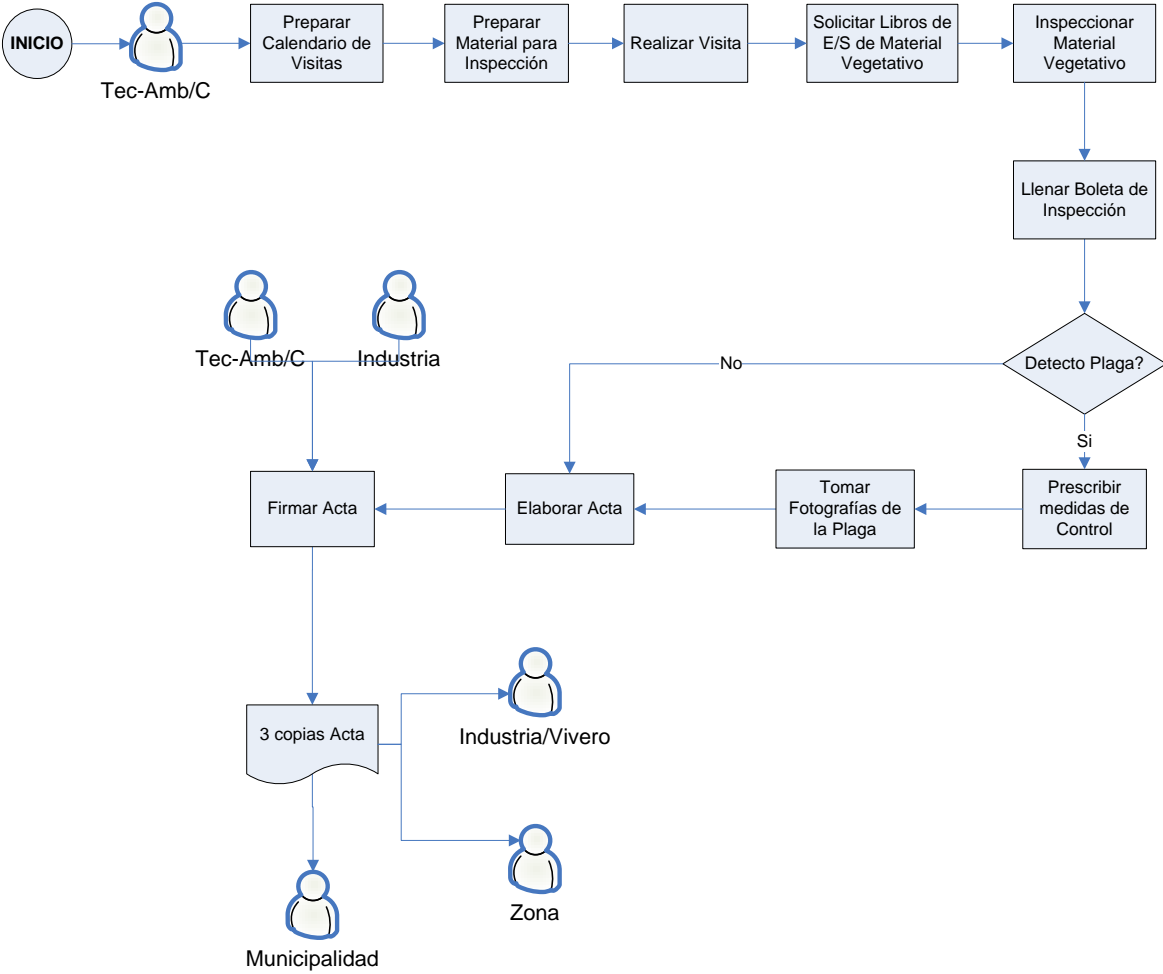 INICIO
Tec-Amb/C
Preparar
Calendario de
Visitas
Preparar
Material para
Inspección
Realizar Visita
Solicitar Libros de
E/S de Material
Vegetativo
Inspeccionar
Material
Vegetativo
Llenar Boleta de
Inspección
Detecto Plaga?
No
Si
Tec-Amb/C
Industria
Prescribir
medidas de
Control
Tomar
Fotografías de
la Plaga
Elaborar Acta
Firmar Acta
3 copias Acta
Industria/Vivero
Zona
Municipalidad